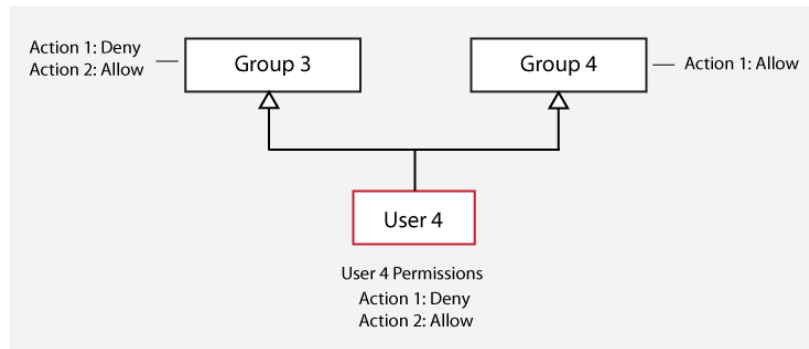 Action 1: Deny
Action 2: Allow
Group 3
Group 4
Action 1: Allow
User 4
User 4 Permissions
Action 1: Deny
Action 2: Allow